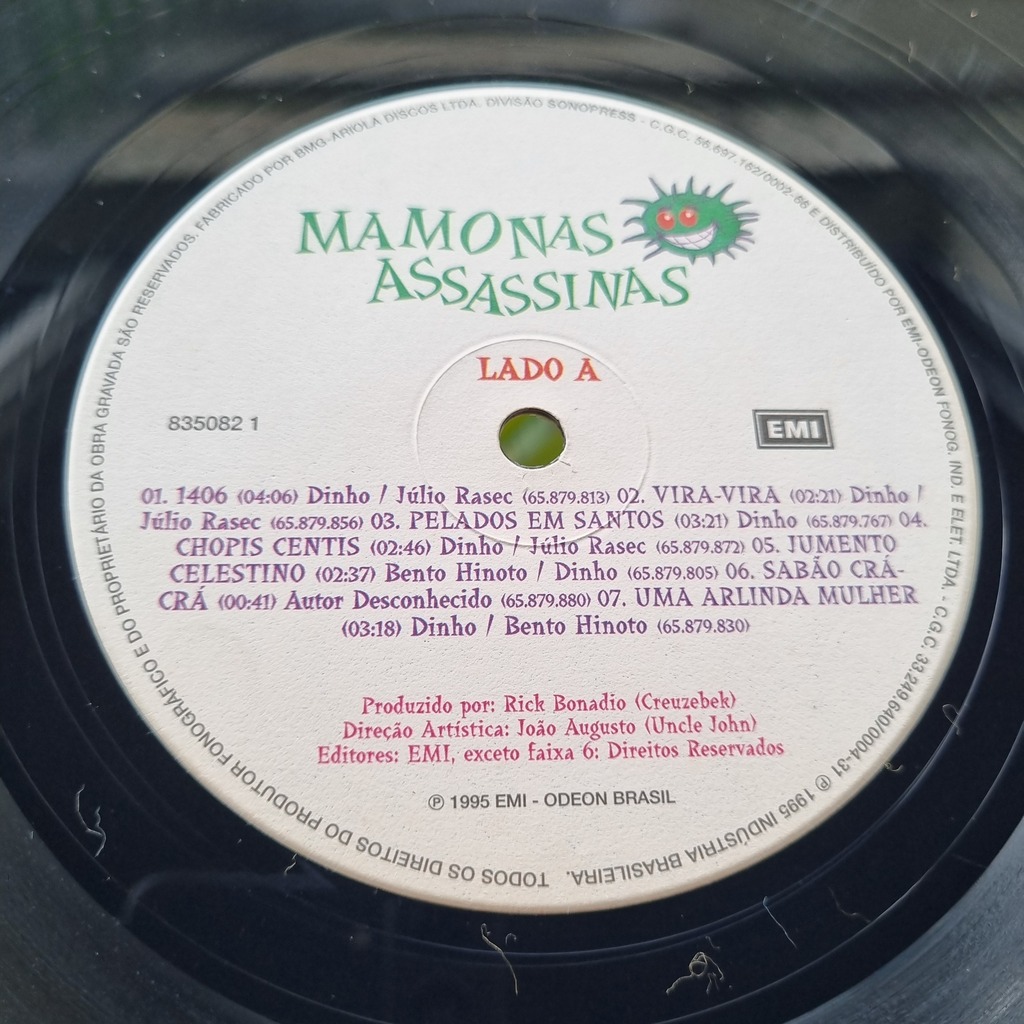 MAMONAS
ASSASSINAS
LADO A
835082 1
EMI
01. 1406 (04:06) Dinho / Júlio Rasec (65.879.813) 02. VIRA-VIRA (02:21) Dinho /
Júlio Rasec (65.879.856) 03. PELADOS EM SANTOS (03:21) Dinho (65.879.767) 04.
CHOPIS CENTIS (02:46) Dinho / Júlio Rasec (65.879.872) 05. JUMENTO
CELESTINO (02:37) Bento Hinoto / Dinho (65.879.805) 06. SABÃO CRÁ-
CRÁ (00:41) Autor Desconhecido (65.879.880) 07. UMA ARLINDA MULHER
(03:18) Dinho / Bento Hinoto (65.879.830)
Produzido por: Rick Bonadio (Creuzebek)
Direção Artística: João Augusto (Uncle John)
Editores: EMI, exceto faixa 6: Direitos Reservados
℗ 1995 EMI - ODEON BRASIL
TODOS OS DIREITOS DO PRODUTOR FONOGRÁFICO E DO PROPRIETÁRIO DA OBRA GRAVADA SÃO RESERVADOS. FABRICADO POR BMG-ARIOLA DISCOS LTDA. DIVISÃO SONOPRESS - C.G.C. 56.697.162/0002-66 E DISTRIBUÍDO POR EMI-ODEON FONOG. IND. E ELET. LTDA - C.G.C. 33.249.640/0004-31 ℗ 1995 INDÚSTRIA BRASILEIRA.